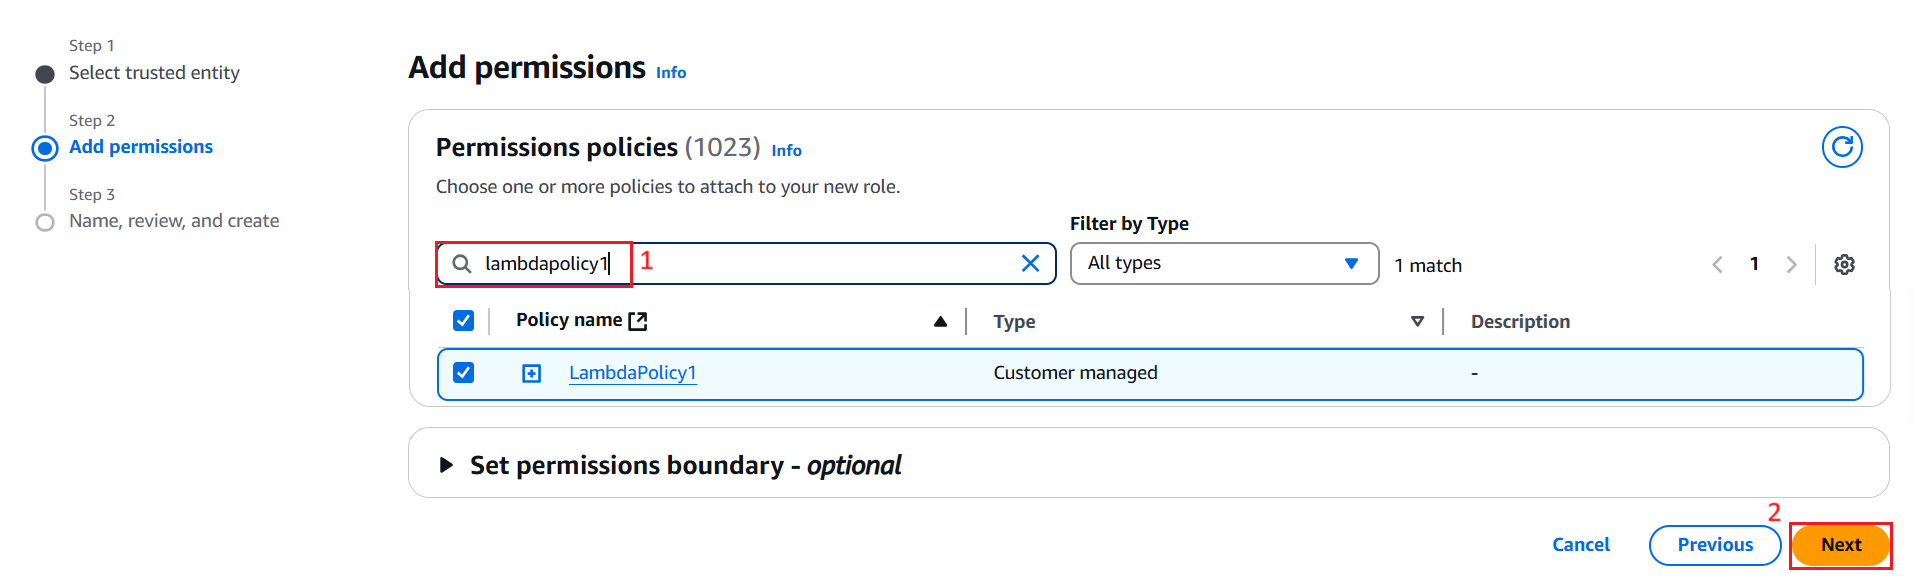 Step 1
Select trusted entity
Step 2
Add permissions
Step 3
Name, review, and create
Add permissions Info
Permissions policies (1023) Info
Choose one or more policies to attach to your new role.
Filter by Type
lambdapolicy1 1 All types 1 match 1
Policy name Type Description
LambdaPolicy1 Customer managed -
Set permissions boundary - optional
2
Cancel Previous Next